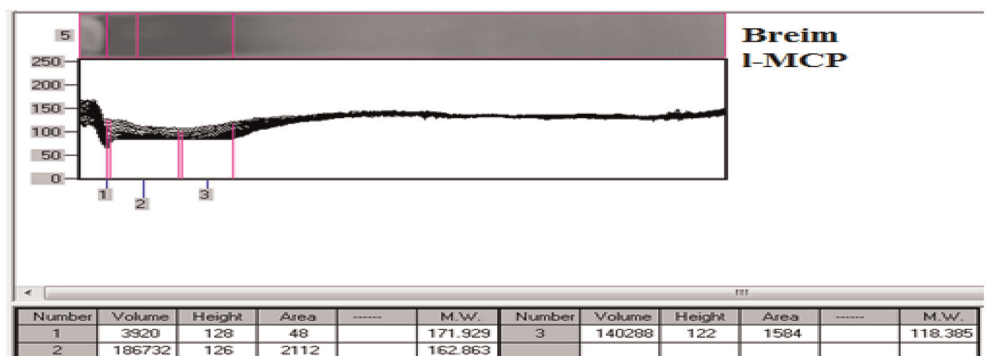 5
Breim
l-MCP
250
200
150
100
50
0
1 2 3
Number Volume Height Area ------ M.W. Number Volume Height Area ------ M.W.
1 3920 128 48 171.929 3 140288 122 1584 118.385
2 186732 126 2112 162.863